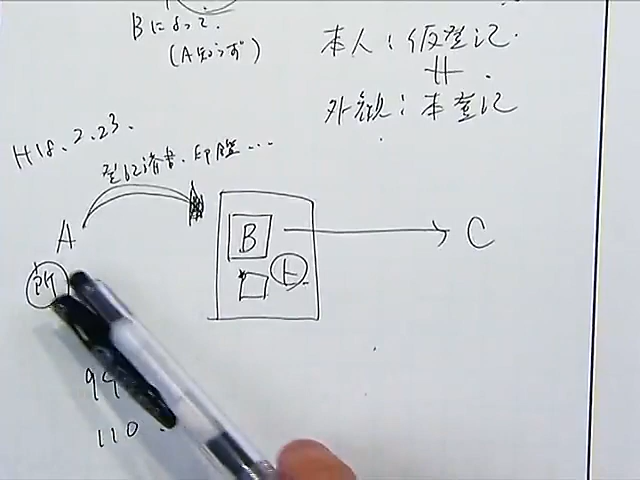 Bによって.
(A知らず)
本人:仮登記.
外観:本登記
H18.2.23.
登記済書、印鑑...
A
所
B
ト
C
110.